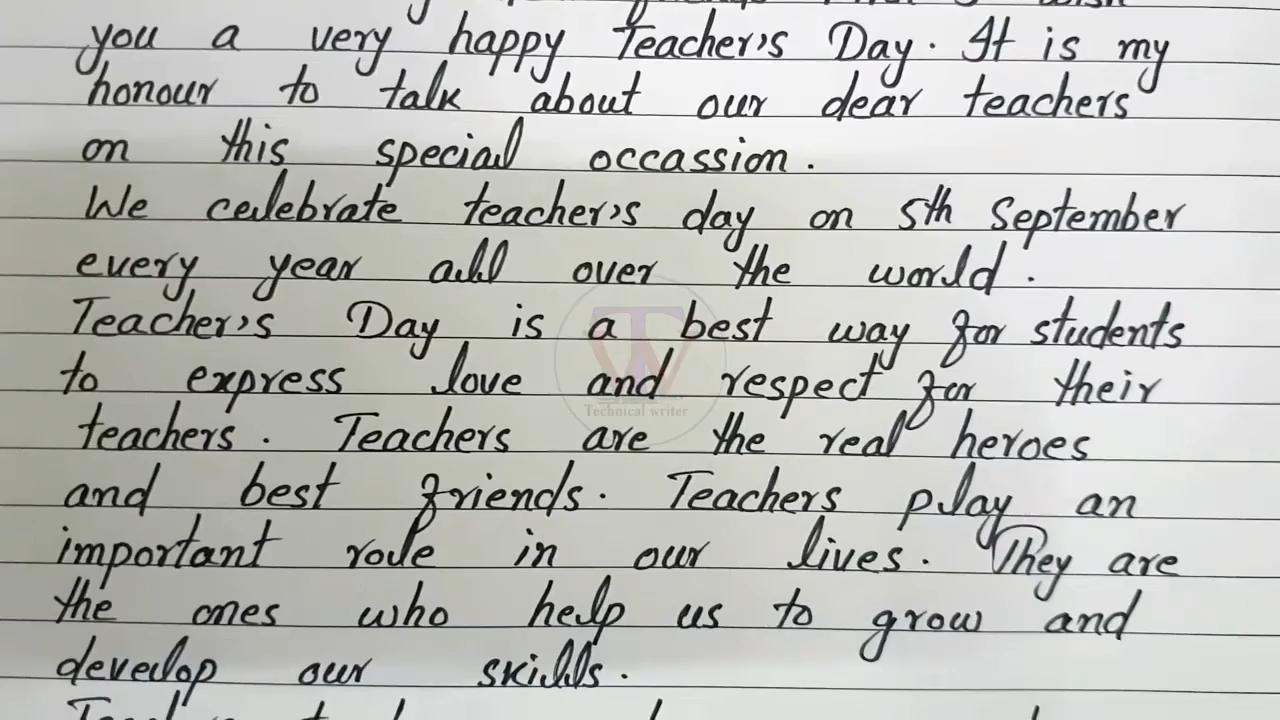 you a very happy Teacher's Day. It is my
honour to talk about our dear teachers
on this special occassion.
We celebrate teacher's day on 5th September
every year all over the world.
Teacher's Day is a best way for students
to express love and respect for their
Technical writer
teachers. Teachers are the real heroes
and best friends. Teachers play an
important role in our lives. They are
the ones who help us to grow and
develop our skills.